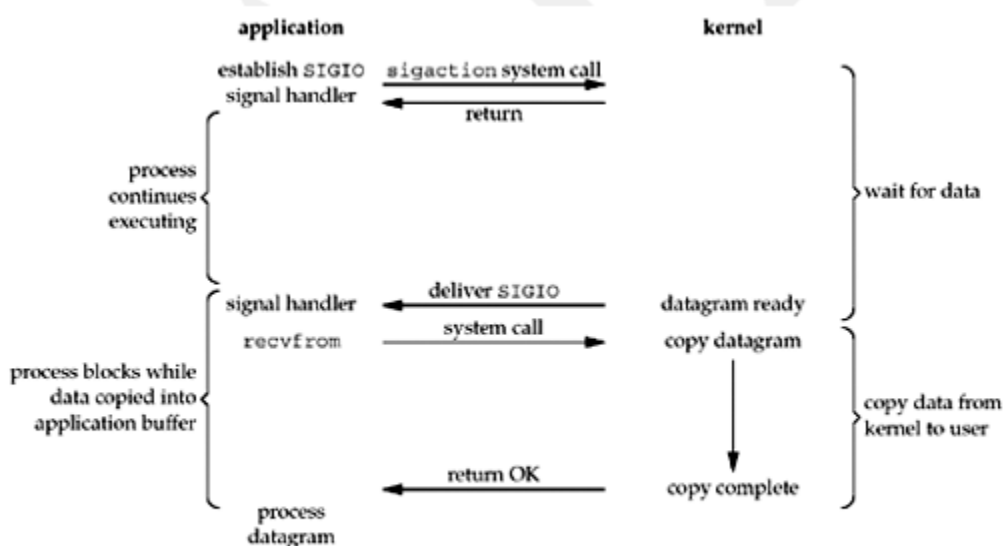 application kernel
establish SIGIO sigaction system call
signal handler
return
process
continues
executing
wait for data
deliver SIGIO
signal handler datagram ready
system call
recvfrom copy datagram
process blocks while
data copied into
application buffer
copy data from
kernel to user
return OK
copy complete
process
datagram